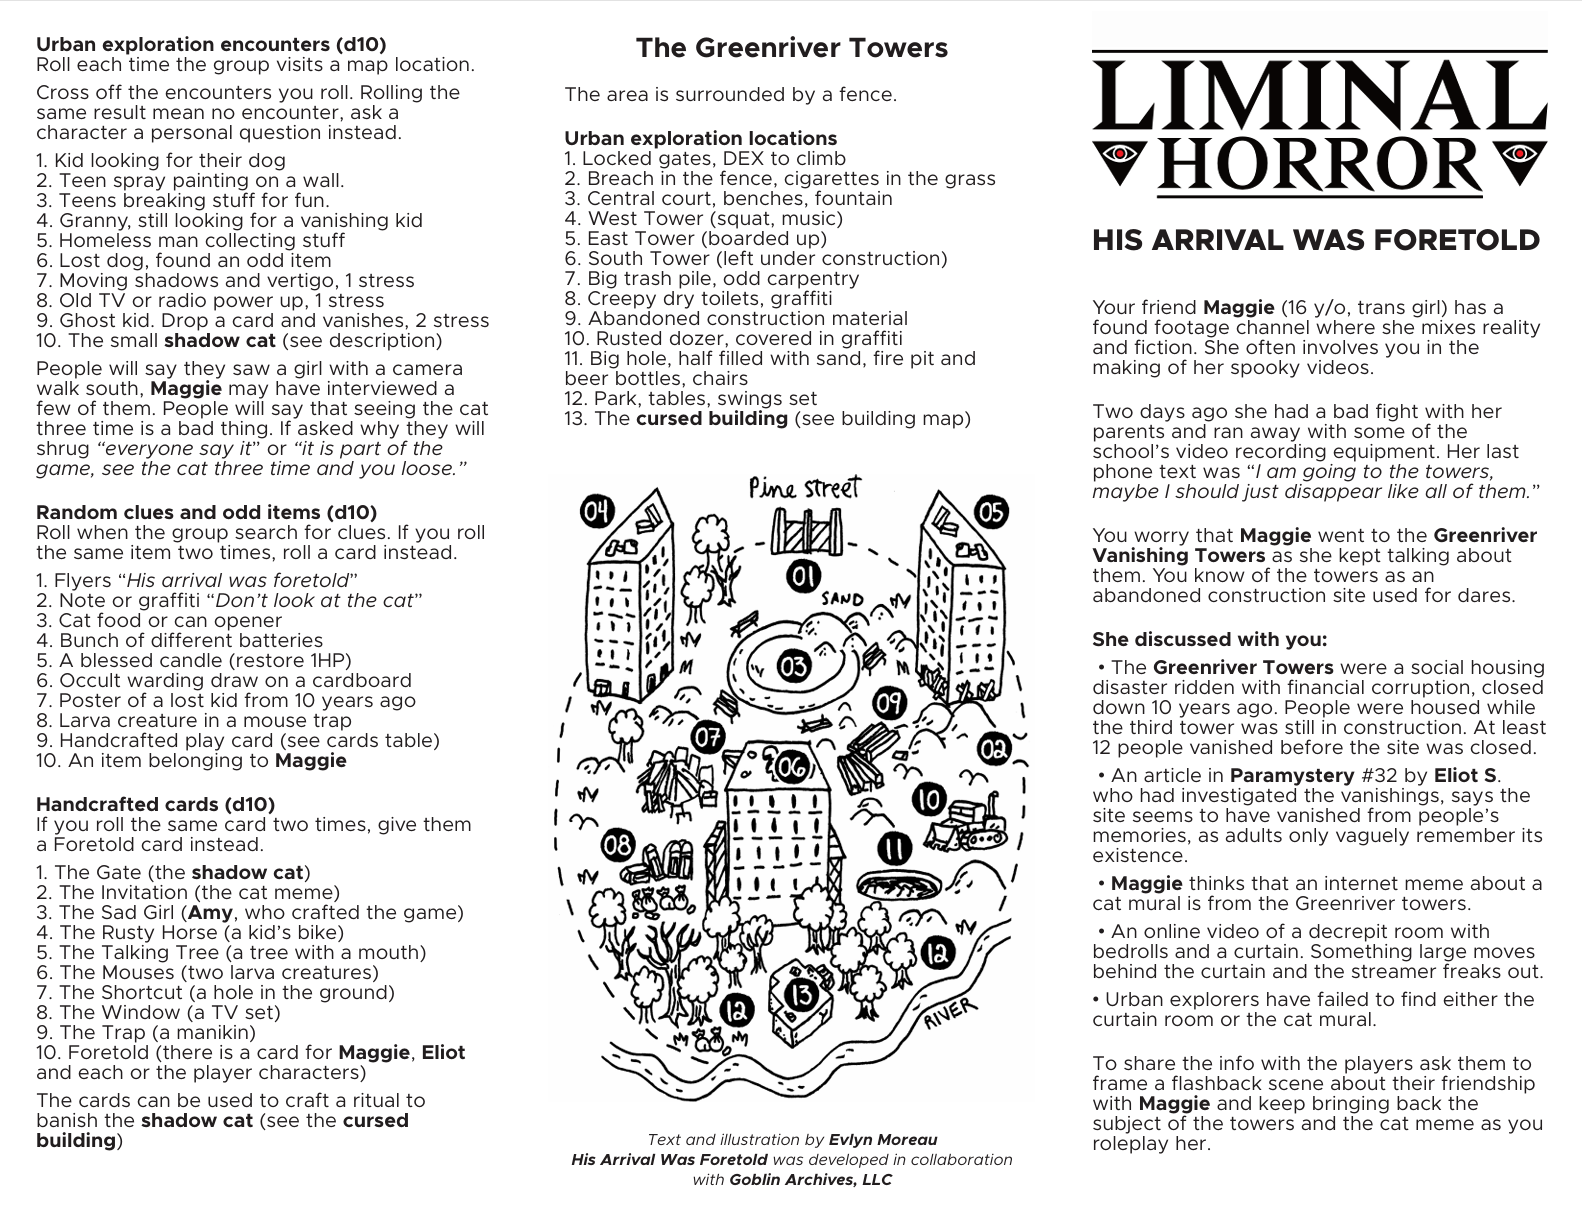 Urban exploration encounters (d10)
Roll each time the group visits a map location.
Cross off the encounters you roll. Rolling the
same result mean no encounter, ask a
character a personal question instead.
1. Kid looking for their dog
2. Teen spray painting on a wall.
3. Teens breaking stuff for fun.
4. Granny, still looking for a vanishing kid
5. Homeless man collecting stuff
6. Lost dog, found an odd item
7. Moving shadows and vertigo, 1 stress
8. Old TV or radio power up, 1 stress
9. Ghost kid. Drop a card and vanishes, 2 stress
10. The small shadow cat (see description)
People will say they saw a girl with a camera
walk south, Maggie may have interviewed a
few of them. People will say that seeing the cat
three time is a bad thing. If asked why they will
shrug “everyone say it” or “it is part of the
game, see the cat three time and you loose.”
Random clues and odd items (d10)
Roll when the group search for clues. If you roll
the same item two times, roll a card instead.
1. Flyers “His arrival was foretold”
2. Note or graffiti “Don’t look at the cat”
3. Cat food or can opener
4. Bunch of different batteries
5. A blessed candle (restore 1HP)
6. Occult warding draw on a cardboard
7. Poster of a lost kid from 10 years ago
8. Larva creature in a mouse trap
9. Handcrafted play card (see cards table)
10. An item belonging to Maggie
Handcrafted cards (d10)
If you roll the same card two times, give them
a Foretold card instead.
1. The Gate (the shadow cat)
2. The Invitation (the cat meme)
3. The Sad Girl (Amy, who crafted the game)
4. The Rusty Horse (a kid’s bike)
5. The Talking Tree (a tree with a mouth)
6. The Mouses (two larva creatures)
7. The Shortcut (a hole in the ground)
8. The Window (a TV set)
9. The Trap (a manikin)
10. Foretold (there is a card for Maggie, Eliot
and each or the player characters)
The cards can be used to craft a ritual to
banish the shadow cat (see the cursed
building)
The Greenriver Towers
The area is surrounded by a fence.
Urban exploration locations
1. Locked gates, DEX to climb
2. Breach in the fence, cigarettes in the grass
3. Central court, benches, fountain
4. West Tower (squat, music)
5. East Tower (boarded up)
6. South Tower (left under construction)
7. Big trash pile, odd carpentry
8. Creepy dry toilets, graffiti
9. Abandoned construction material
10. Rusted dozer, covered in graffiti
11. Big hole, half filled with sand, fire pit and
beer bottles, chairs
12. Park, tables, swings set
13. The cursed building (see building map)
Pine street
04
05
01
SAND
03
09
07
02
06
10
08
11
12
13
12
RIVER
Text and illustration by Evlyn Moreau
His Arrival Was Foretold was developed in collaboration
with Goblin Archives, LLC
LIMINAL
HORROR
HIS ARRIVAL WAS FORETOLD
Your friend Maggie (16 y/o, trans girl) has a
found footage channel where she mixes reality
and fiction. She often involves you in the
making of her spooky videos.
Two days ago she had a bad fight with her
parents and ran away with some of the
school’s video recording equipment. Her last
phone text was “I am going to the towers,
maybe I should just disappear like all of them.”
You worry that Maggie went to the Greenriver
Vanishing Towers as she kept talking about
them. You know of the towers as an
abandoned construction site used for dares.
She discussed with you:
• The Greenriver Towers were a social housing
disaster ridden with financial corruption, closed
down 10 years ago. People were housed while
the third tower was still in construction. At least
12 people vanished before the site was closed.
• An article in Paramystery #32 by Eliot S.
who had investigated the vanishings, says the
site seems to have vanished from people’s
memories, as adults only vaguely remember its
existence.
• Maggie thinks that an internet meme about a
cat mural is from the Greenriver towers.
• An online video of a decrepit room with
bedrolls and a curtain. Something large moves
behind the curtain and the streamer freaks out.
• Urban explorers have failed to find either the
curtain room or the cat mural.
To share the info with the players ask them to
frame a flashback scene about their friendship
with Maggie and keep bringing back the
subject of the towers and the cat meme as you
roleplay her.